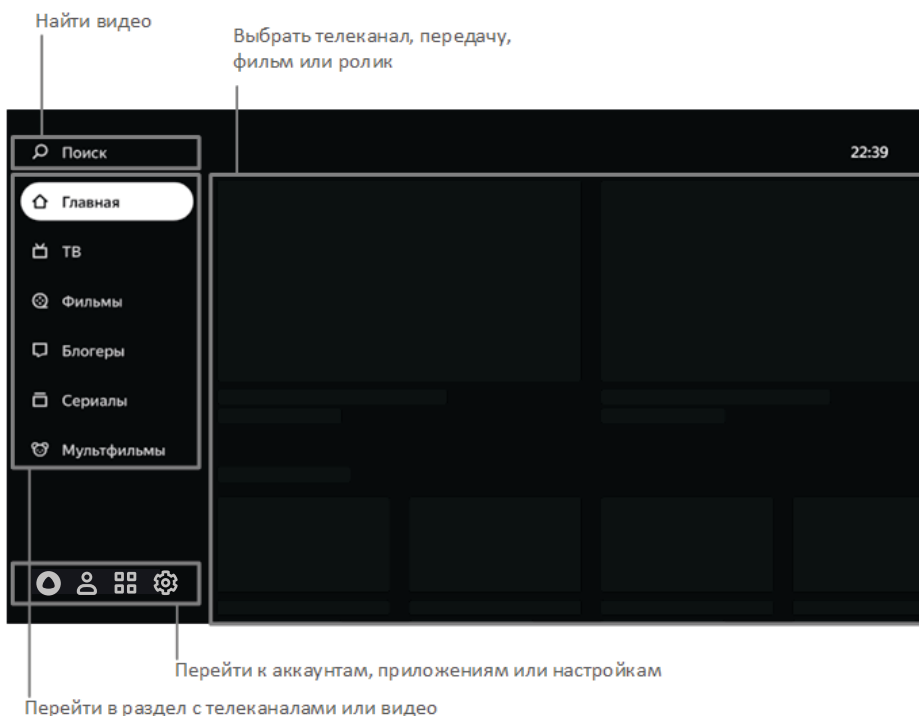 Найти видео
Выбрать телеканал, передачу,
фильм или ролик
Поиск
22:39
Главная
ТВ
Фильмы
Блогеры
Сериалы
Мультфильмы
Перейти к аккаунтам, приложениям или настройкам
Перейти в раздел с телеканалами или видео